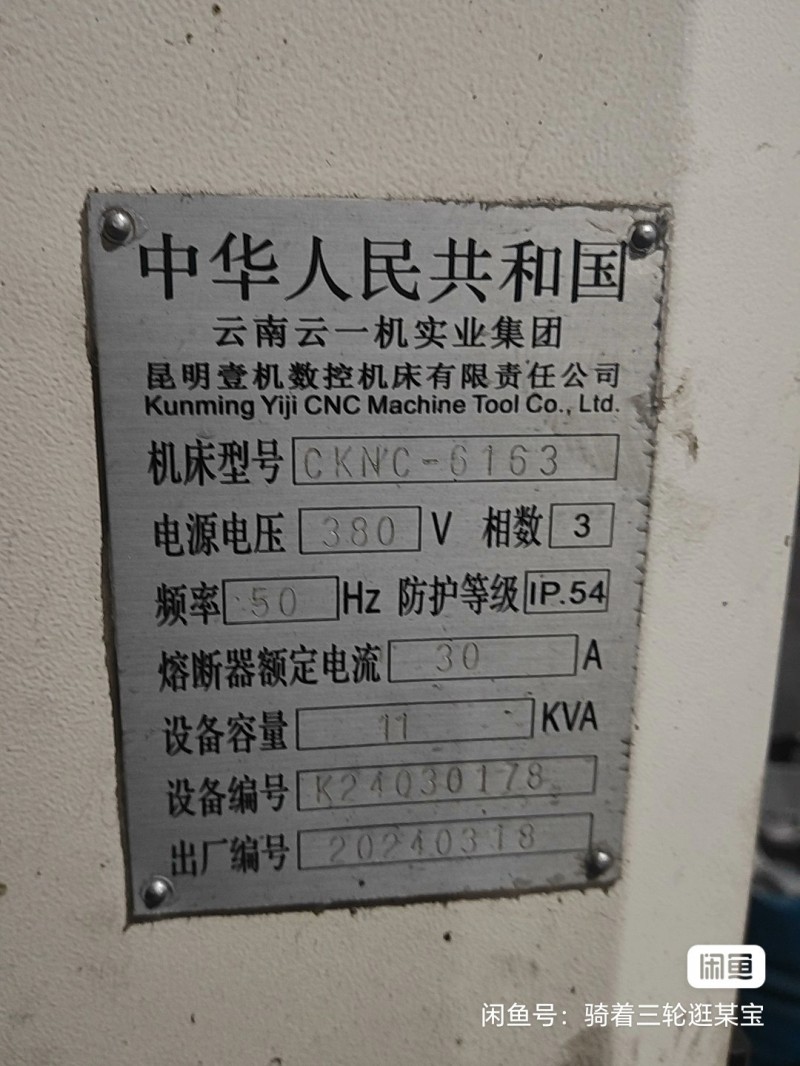 中华人民共和国
云南云一机实业集团
昆明壹机数控机床有限责任公司
Kunming Yiji CNC Machine Tool Co., Ltd.
机床型号 CKNC-6163
电源电压 380 V 相数 3
频率 50 Hz 防护等级 IP.54
熔断器额定电流 30 A
设备容量 11 KVA
设备编号 K24030178
出厂编号 20240318
闲鱼
闲鱼号：骑着三轮逛某宝